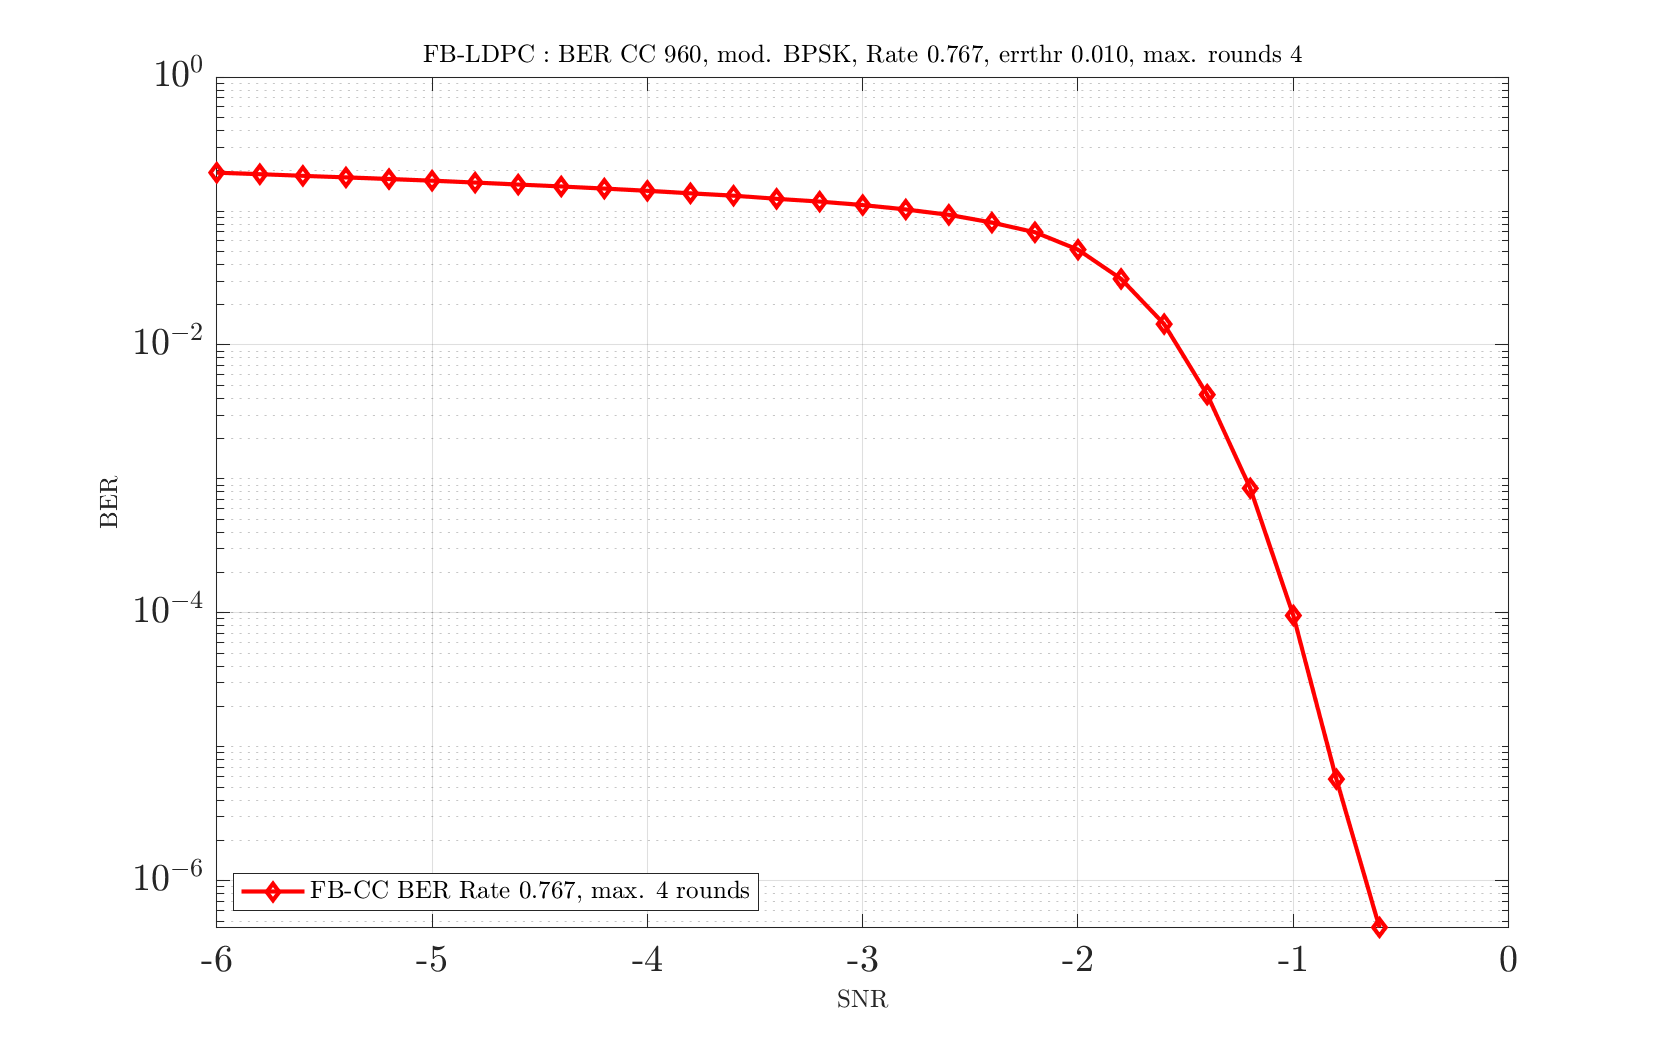 FB-LDPC : BER CC 960, mod. BPSK, Rate 0.767, errthr 0.010, max. rounds 4
10^0
10^-2
10^-4
10^-6
BER
FB-CC BER Rate 0.767, max. 4 rounds
-6 -5 -4 -3 -2 -1 0
SNR